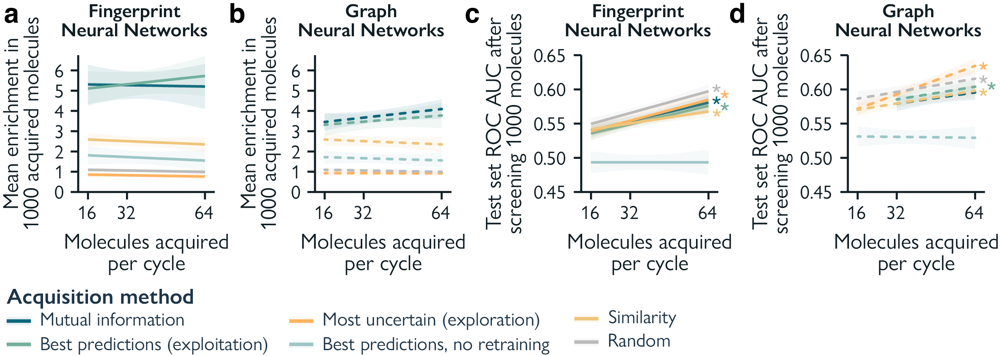 a
Fingerprint
Neural Networks
Mean enrichment in
1000 acquired molecules
6
5
4
3
2
1
0
16 32 64
Molecules acquired
per cycle
b
Graph
Neural Networks
Mean enrichment in
1000 acquired molecules
6
5
4
3
2
1
0
16 32 64
Molecules acquired
per cycle
c
Fingerprint
Neural Networks
Test set ROC AUC after
screening 1000 molecules
0.65
0.60
0.55
0.50
0.45
* * * * *
16 32 64
Molecules acquired
per cycle
d
Graph
Neural Networks
Test set ROC AUC after
screening 1000 molecules
0.65
0.60
0.55
0.50
0.45
* * * *
16 32 64
Molecules acquired
per cycle
Acquisition method
Mutual information
Best predictions (exploitation)
Most uncertain (exploration)
Best predictions, no retraining
Similarity
Random